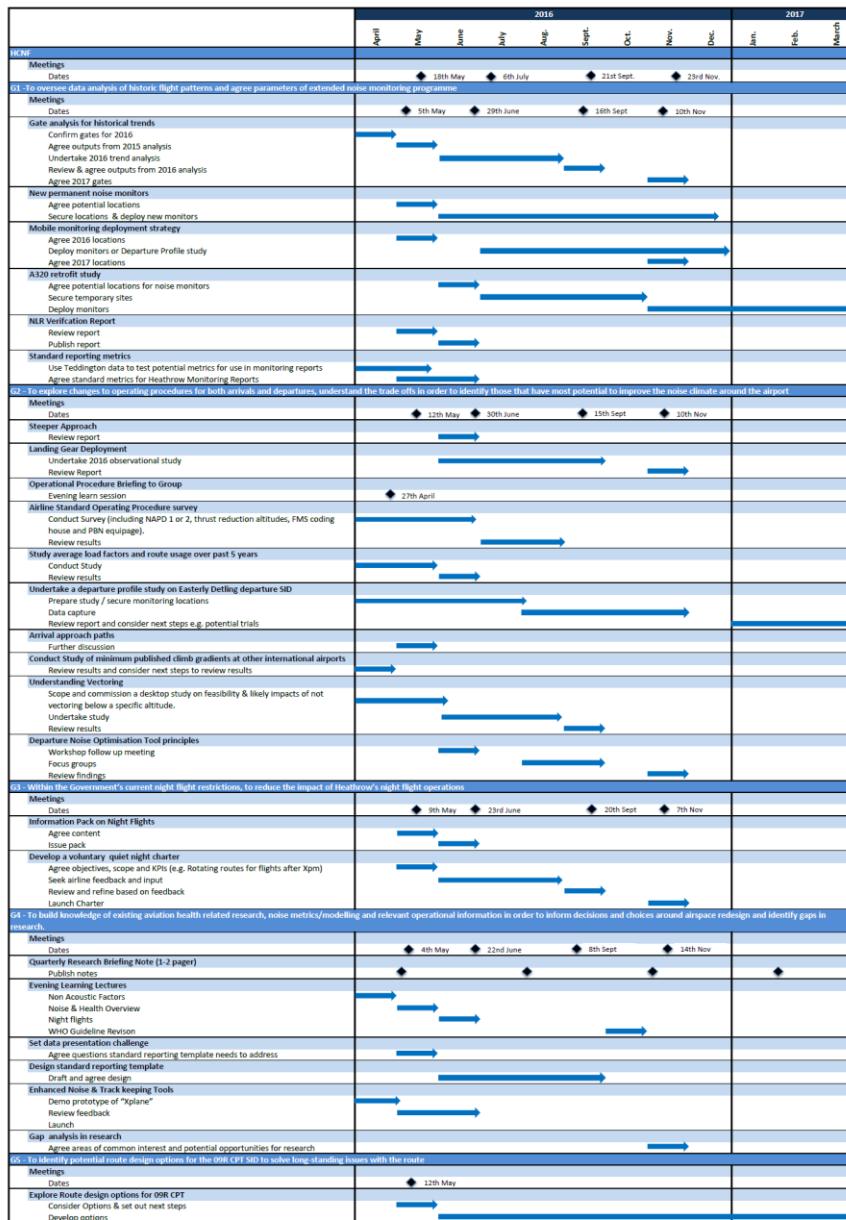 2016 2017
April May June July Aug. Sept. Oct. Nov. Dec. Jan. Feb. March
HCNF
Meetings
Dates 18th May 6th July 21st Sept. 23rd Nov.
G1 -To oversee data analysis of historic flight patterns and agree parameters of extended noise monitoring programme
Meetings
Dates 5th May 29th June 16th Sept 10th Nov
Gate analysis for historical trends
Confirm gates for 2016
Agree outputs from 2015 analysis
Undertake 2016 trend analysis
Review & agree outputs from 2016 analysis
Agree 2017 gates
New permanent noise monitors
Agree potential locations
Secure locations & deploy new monitors
Mobile monitoring deployment strategy
Agree 2016 locations
Deploy monitors or Departure Profile study
Agree 2017 locations
A320 retrofit study
Agree potential locations for noise monitors
Secure temporary sites
Deploy monitors
NLR Verifcation Report
Review report
Publish report
Standard reporting metrics
Use Teddington data to test potential metrics for use in monitoring reports
Agree standard metrics for Heathrow Monitoring Reports
G2 - To explore changes to operating procedures for both arrivals and departures, understand the trade offs in order to identify those that have most potential to improve the noise climate around the airport
Meetings
Dates 12th May 30th June 15th Sept 10th Nov
Steeper Approach
Review report
Landing Gear Deployment
Undertake 2016 observational study
Review Report
Operational Procedure Briefing to Group
Evening learn session 27th April
Airline Standard Operating Procedure survey
Conduct Survey (including NAPD 1 or 2, thrust reduction altitudes, FMS coding
house and PBN equipage).
Review results
Study average load factors and route usage over past 5 years
Conduct Study
Review results
Undertake a departure profile study on Easterly Detling departure SID
Prepare study / secure monitoring locations
Data capture
Review report and consider next steps e.g. potential trials
Arrival approach paths
Further discussion
Conduct Study of minimum published climb gradients at other international airports
Review results and consider next steps to review results
Understanding Vectoring
Scope and commission a desktop study on feasibility & likely impacts of not
vectoring below a specific altitude.
Undertake study
Review results
Departure Noise Optimisation Tool principles
Workshop follow up meeting
Focus groups
Review findings
G3 - Within the Government's current night flight restrictions, to reduce the impact of Heathrow's night flight operations
Meetings
Dates 9th May 23rd June 20th Sept 7th Nov
Information Pack on Night Flights
Agree content
Issue pack
Develop a voluntary quiet night charter
Agree objectives, scope and KPIs (e.g. Rotating routes for flights after Xpm)
Seek airline feedback and input
Review and refine based on feedback
Launch Charter
G4 - To build knowledge of existing aviation health related research, noise metrics/modelling and relevant operational information in order to inform decisions and choices around airspace redesign and identify gaps in
research.
Meetings
Dates 4th May 22nd June 8th Sept 14th Nov
Quarterly Research Briefing Note (1-2 pager)
Publish notes
Evening Learning Lectures
Non Acoustic Factors
Noise & Health Overview
Night flights
WHO Guideline Revison
Set data presentation challenge
Agree questions standard reporting template needs to address
Design standard reporting template
Draft and agree design
Enhanced Noise & Track keeping Tools
Demo prototype of "Xplane"
Review feedback
Launch
Gap analysis in research
Agree areas of common interest and potential opportunities for research
G5 - To identify potential route design options for the 09R CPT SID to solve long-standing issues with the route
Meetings
Dates 12th May
Explore Route design options for 09R CPT
Consider Options & set out next steps
Develop options